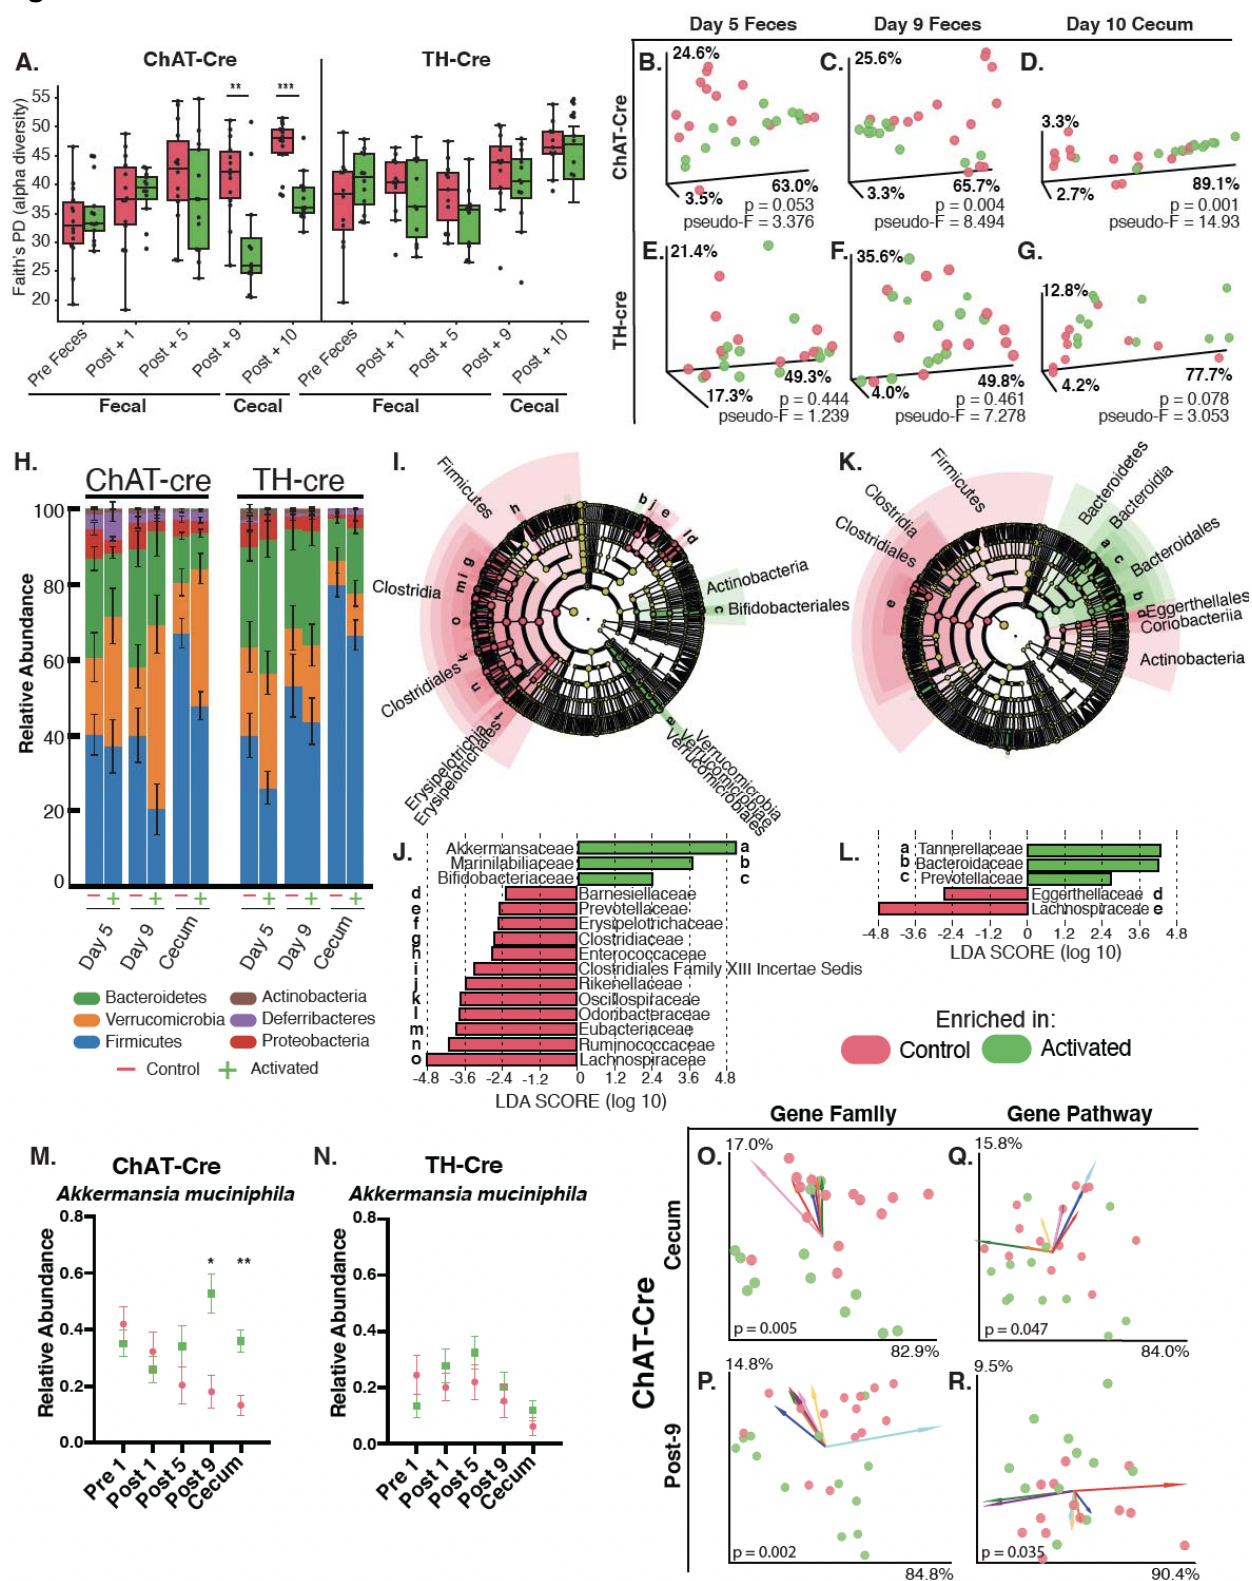 Day 5 Feces
Day 9 Feces
Day 10 Cecum
A.
ChAT-Cre
TH-Cre
Faith's PD (alpha diversity)
55
50
45
40
35
30
25
20
**
***
Pre Feces
Post + 1
Post + 5
Post + 9
Post + 10
Pre Feces
Post + 1
Post + 5
Post + 9
Post + 10
Fecal
Cecal
Fecal
Cecal
ChAT-Cre
B.
24.6%
3.5%
63.0%
p = 0.053
pseudo-F = 3.376
C.
25.6%
3.3%
65.7%
p = 0.004
pseudo-F = 8.494
D.
3.3%
2.7%
89.1%
p = 0.001
pseudo-F = 14.93
TH-cre
E.
21.4%
17.3%
49.3%
p = 0.444
pseudo-F = 1.239
F.
35.6%
4.0%
49.8%
p = 0.461
pseudo-F = 7.278
G.
12.8%
4.2%
77.7%
p = 0.078
pseudo-F = 3.053
H.
ChAT-cre
TH-cre
Relative Abundance
100
80
60
40
20
0
− + − + − +
− + − + − +
Day 5
Day 9
Cecum
Day 5
Day 9
Cecum
Bacteroidetes
Actinobacteria
Verrucomicrobia
Deferribacteres
Firmicutes
Proteobacteria
− Control
+ Activated
I.
Firmicutes
Clostridia
Clostridiales
Erysipelotrichia
Erysipelotrichales
h
g
i
m
o
k
n
f
b
j
e
l
d
Actinobacteria
c
Bifidobacteriales
a
Verrucomicrobia
Verrucomicrobiae
Verrucomicrobiales
K.
Firmicutes
Clostridia
Clostridiales
e
Bacteroidetes
Bacteroidia
Bacteroidales
a
c
b
d
Eggerthellales
Coriobacteriia
Actinobacteria
J.
Akkermansaceae a
Marinilabiliaceae b
Bifidobacteriaceae c
d Barnesiellaceae
e Prevotellaceae
f Erysipelotrichaceae
g Clostridiaceae
h Enterococcaceae
i Clostridiales Family XIII Incertae Sedis
j Rikenellaceae
k Oscillospiraceae
l Odoribacteraceae
m Eubacteriaceae
n Ruminococcaceae
o Lachnospiraceae
-4.8 -3.6 -2.4 -1.2 0 1.2 2.4 3.6 4.8
LDA SCORE (log 10)
L.
a Tannerellaceae
b Bacteroidaceae
c Prevotellaceae
Eggerthellaceae d
Lachnospiraceae e
-4.8 -3.6 -2.4 -1.2 0 1.2 2.4 3.6 4.8
LDA SCORE (log 10)
Enriched in:
Control
Activated
M.
ChAT-Cre
Akkermansia muciniphila
Relative Abundance
0.8
0.6
0.4
0.2
0.0
*
**
Pre 1
Post 1
Post 5
Post 9
Cecum
N.
TH-Cre
Akkermansia muciniphila
Relative Abundance
0.8
0.6
0.4
0.2
0.0
Pre 1
Post 1
Post 5
Post 9
Cecum
Gene Family
Gene Pathway
ChAT-Cre
Cecum
O.
17.0%
p = 0.005
82.9%
Q.
15.8%
p = 0.047
84.0%
Post-9
P.
14.8%
p = 0.002
84.8%
R.
9.5%
p = 0.035
90.4%